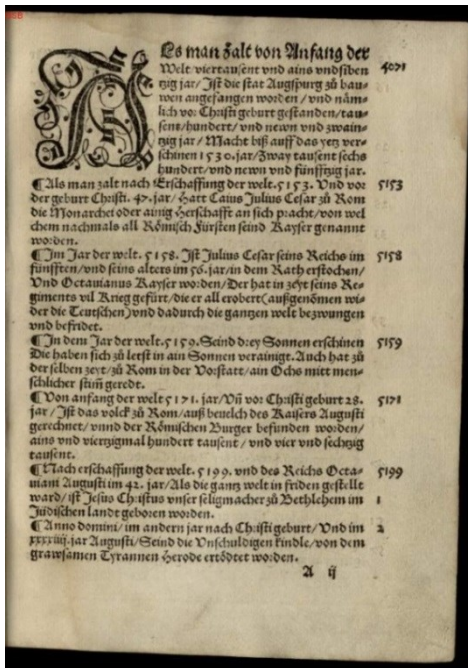 Als man zalt von Anfang der
Welt/viertausent vnd ains vndsiben
tzig jar/ Jst die stat Augspurg zů bau-
wen angefangen worden / vnd näm-
lich vor Christi geburt gestanden/tau-
sent/hundert/ vnd newn vnd zwain-
tzig jar/ Macht biß auff das yetz ver-
schinen 1530.jar/Zway tausent sechs
hundert/vnd newn vnd fünfftzig jar.
4071
¶Als man zalt nach Erschaffung der welt.5153. Vnd vor
der geburt Christi. 47.jar/ Hatt Caius Julius Cesar zů Rom
die Monarchei oder ainig Herschafft an sich pracht/von wel
chem nachmals all Römisch Fürsten seind Kayser genannt
worden.
5153
¶Im Jar der welt.5158. Jst Julius Cesar seins Reichs im
fünfften/vnd seins alters im 56.jar/in dem Rath erstochen/
Vnd Octauianus Kayser worden/Der hat in zeyt seins Re-
giments vil Krieg gefürt/die er all erobert(außgenõmen wi-
der die Teutschen)vnd dadurch die gantzen welt bezwungen
vnd befridet.
5158
¶In dem Jar der welt.5159.Seind drey Sonnen erschinen
Die haben sich zů letst in ain Sonnen verainigt. Auch hat zů
der selben zeyt/zů Rom in der Vorstatt/ain Ochs mitt men-
schlicher stim̃ geredt.
5159
¶Von anfang der welt 5171. jar/Vñ vor Christi geburt 28.
jar / Jst das volck zů Rom/auß beuelch des Kaisers Augusti
gerechnet/vnnd der Römischen Burger befunden worden/
ains vnd viertzigmal hundert tausent / vnd vier vnd sechtzig
tausent.
5171
¶Nach erschaffung der welt. 5199. vnd des Reichs Octa-
uiani Augusti im 42. jar/Als die gantz welt in friden gestellt
ward/ist Jesus Christus vnser seligmacher zů Bethlehem im
Jüdischen landt geboren worden.
5199
1
¶Anno domini/im andern jar nach Christi geburt/Vnd im
xxxxiiij.jar Augusti/Seind die Vnschuldigen kindle/von dem
grawsamen Tyrannen Herode ertödtet worden.
2
A ij